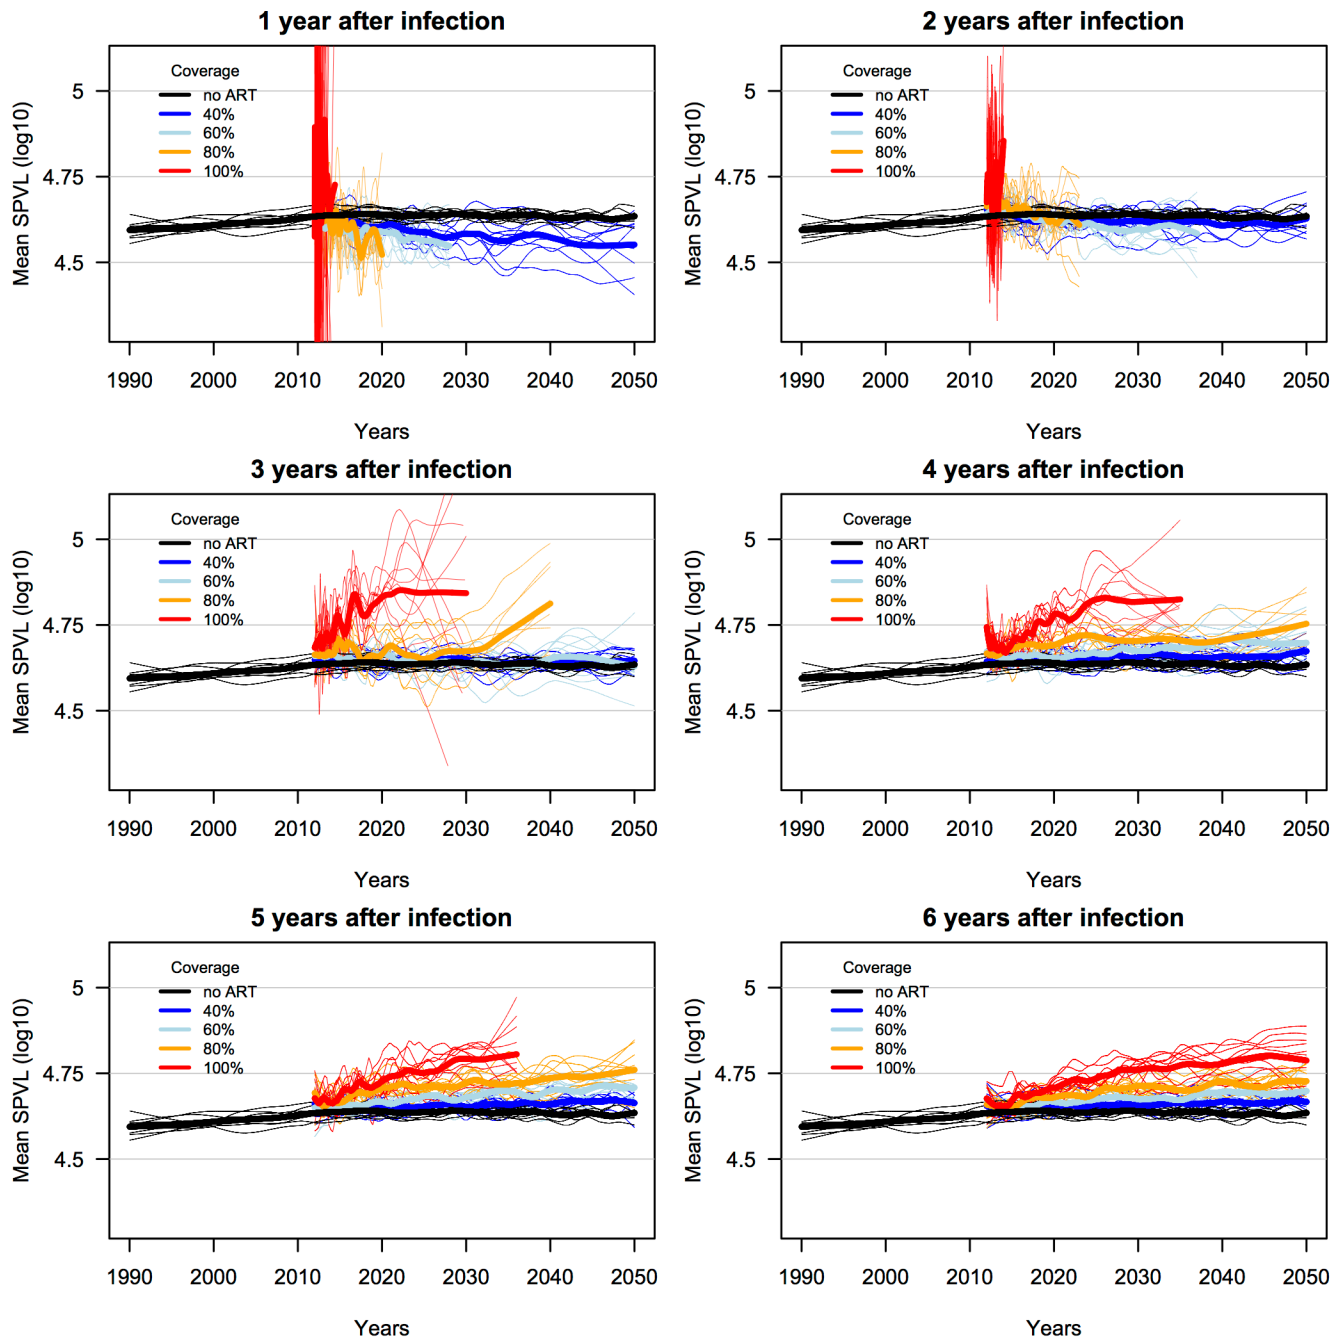 1 year after infection
Mean SPVL (log10)
5
4.75
4.5
Coverage
no ART
40%
60%
80%
100%
1990 2000 2010 2020 2030 2040 2050
Years
2 years after infection
Mean SPVL (log10)
5
4.75
4.5
Coverage
no ART
40%
60%
80%
100%
1990 2000 2010 2020 2030 2040 2050
Years
3 years after infection
Mean SPVL (log10)
5
4.75
4.5
Coverage
no ART
40%
60%
80%
100%
1990 2000 2010 2020 2030 2040 2050
Years
4 years after infection
Mean SPVL (log10)
5
4.75
4.5
Coverage
no ART
40%
60%
80%
100%
1990 2000 2010 2020 2030 2040 2050
Years
5 years after infection
Mean SPVL (log10)
5
4.75
4.5
Coverage
no ART
40%
60%
80%
100%
1990 2000 2010 2020 2030 2040 2050
Years
6 years after infection
Mean SPVL (log10)
5
4.75
4.5
Coverage
no ART
40%
60%
80%
100%
1990 2000 2010 2020 2030 2040 2050
Years